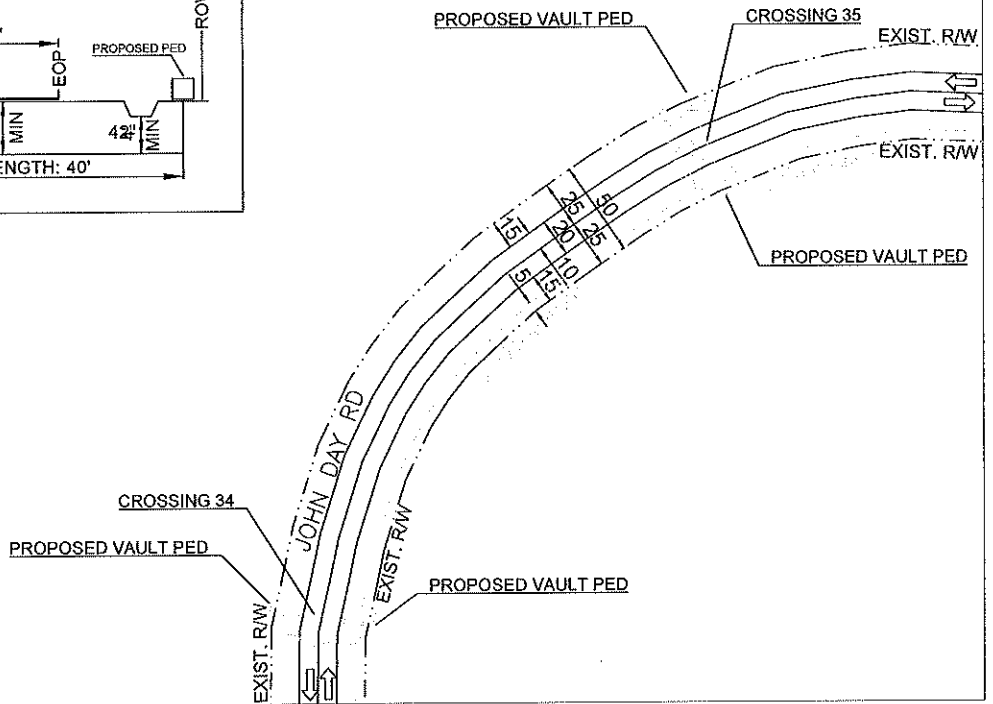 PROPOSED PED
EOP
ROW
MIN
42"
MIN
LENGTH: 40'
PROPOSED VAULT PED
CROSSING 35
EXIST. R/W
EXIST. R/W
PROPOSED VAULT PED
25
50
15
20
25
10
15
5
JOHN DAY RD
CROSSING 34
PROPOSED VAULT PED
EXIST. R/W
PROPOSED VAULT PED
EXIST. R/W